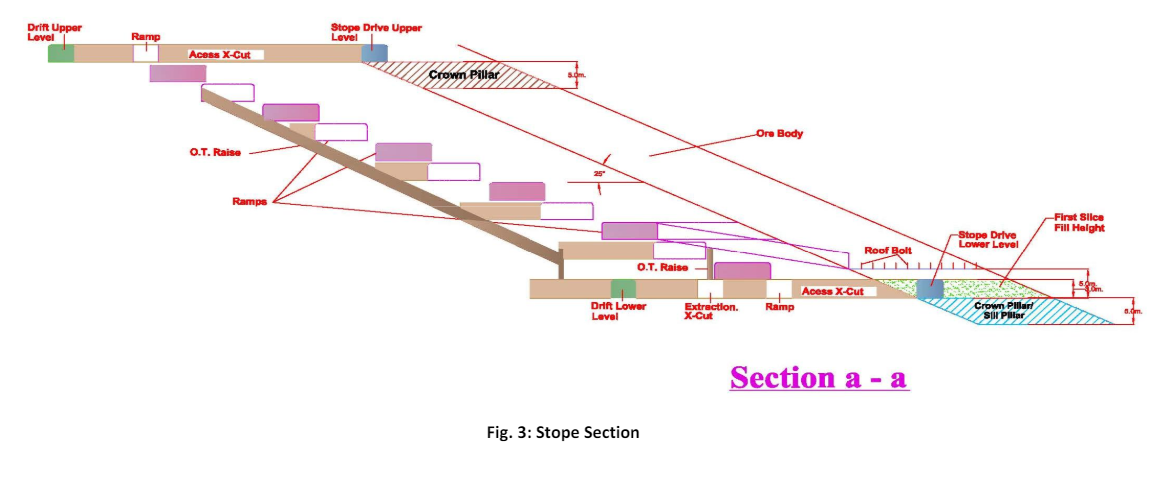 Drift Upper
Level
Ramp
Stope Drive Upper
Level
Acess X-Cut
Crown Pillar
5.0m.
Ore Body
O.T. Raise
25°
Ramps
First Slice
Fill Height
Stope Drive
Lower Level
Roof Bolt
O.T. Raise
5.0m.
3.0m.
Acess X-Cut
Drift Lower
Level
Extraction.
X-Cut
Ramp
Crown Pillar/
Sill Pillar
5.0m.
Section a - a
Fig. 3: Stope Section